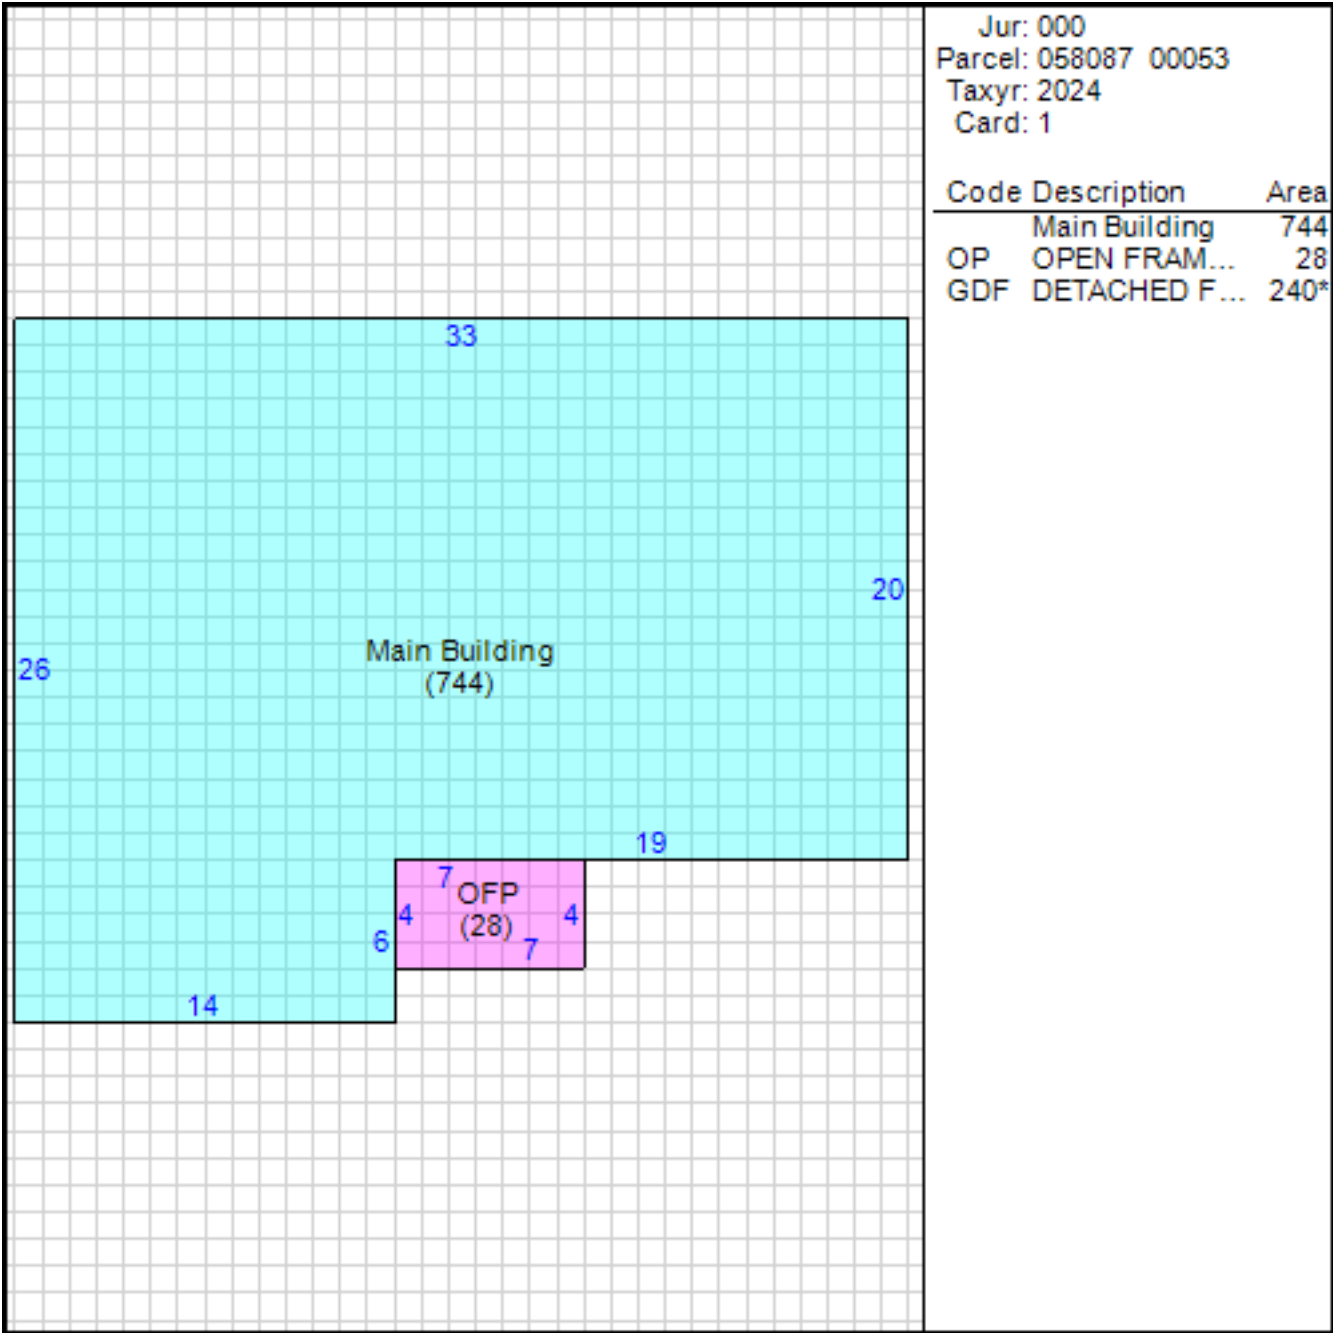 Jur: 000
Parcel: 058087 00053
Taxyr: 2024
Card: 1
Code Description Area
Main Building 744
OP OPEN FRAM... 28
GDF DETACHED F... 240*
33
20
26
Main Building
(744)
19
7
OFP
4
4
(28)
6
7
14